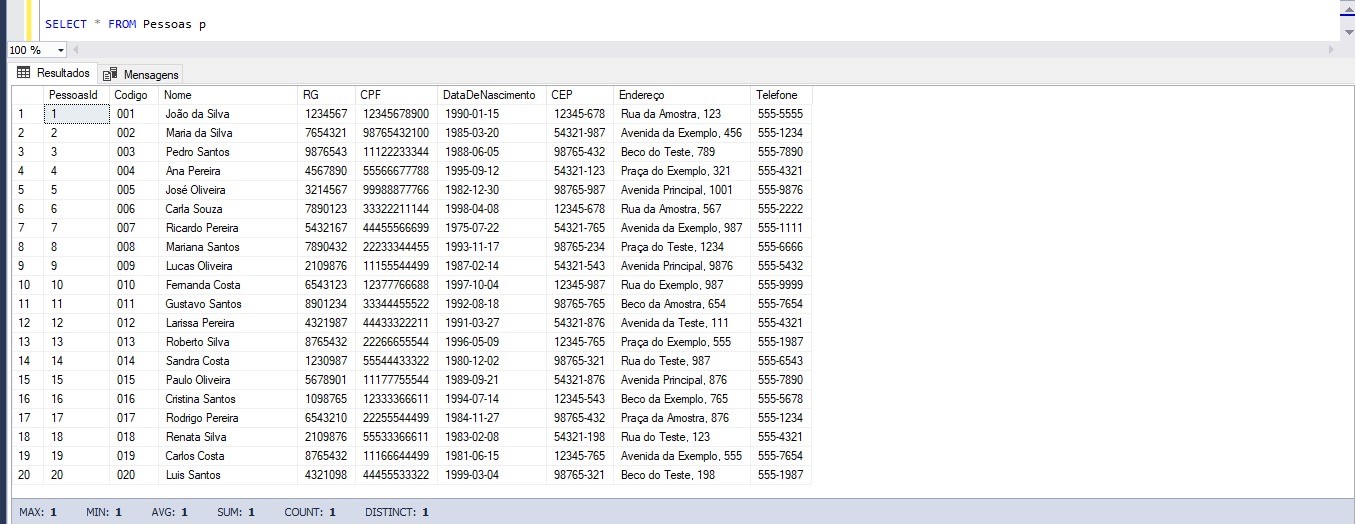 SELECT * FROM Pessoas p
100 %
Resultados Mensagens
PessoasId Codigo Nome RG CPF DataDeNascimento CEP Endereço Telefone
1 1 001 João da Silva 1234567 12345678900 1990-01-15 12345-678 Rua da Amostra, 123 555-5555
2 2 002 Maria da Silva 7654321 98765432100 1985-03-20 54321-987 Avenida da Exemplo, 456 555-1234
3 3 003 Pedro Santos 9876543 11122233344 1988-06-05 98765-432 Beco do Teste, 789 555-7890
4 4 004 Ana Pereira 4567890 55566677788 1995-09-12 54321-123 Praça do Exemplo, 321 555-4321
5 5 005 José Oliveira 3214567 99988877766 1982-12-30 98765-987 Avenida Principal, 1001 555-9876
6 6 006 Carla Souza 7890123 33322211144 1998-04-08 12345-678 Rua da Amostra, 567 555-2222
7 7 007 Ricardo Pereira 5432167 44455566699 1975-07-22 54321-765 Avenida da Exemplo, 987 555-1111
8 8 008 Mariana Santos 7890432 22233344455 1993-11-17 98765-234 Praça do Teste, 1234 555-6666
9 9 009 Lucas Oliveira 2109876 11155544499 1987-02-14 54321-543 Avenida Principal, 9876 555-5432
10 10 010 Fernanda Costa 6543123 12377766688 1997-10-04 12345-987 Rua do Exemplo, 987 555-9999
11 11 011 Gustavo Santos 8901234 33344455522 1992-08-18 98765-765 Beco da Amostra, 654 555-7654
12 12 012 Larissa Pereira 4321987 44433322211 1991-03-27 54321-876 Avenida da Teste, 111 555-4321
13 13 013 Roberto Silva 8765432 22266655544 1996-05-09 12345-765 Praça do Exemplo, 555 555-1987
14 14 014 Sandra Costa 1230987 55544433322 1980-12-02 98765-321 Rua do Teste, 987 555-6543
15 15 015 Paulo Oliveira 5678901 11177755544 1989-09-21 54321-876 Avenida Principal, 876 555-7890
16 16 016 Cristina Santos 1098765 12333366611 1994-07-14 12345-543 Beco da Exemplo, 765 555-5678
17 17 017 Rodrigo Pereira 6543210 22255544499 1984-11-27 98765-432 Praça da Amostra, 876 555-1234
18 18 018 Renata Silva 2109876 55533366611 1983-02-08 54321-198 Rua do Teste, 123 555-4321
19 19 019 Carlos Costa 8765432 11166644499 1981-06-15 12345-765 Avenida da Exemplo, 555 555-7654
20 20 020 Luis Santos 4321098 44455533322 1999-03-04 98765-321 Beco do Teste, 198 555-1987
MAX: 1 MIN: 1 AVG: 1 SUM: 1 COUNT: 1 DISTINCT: 1